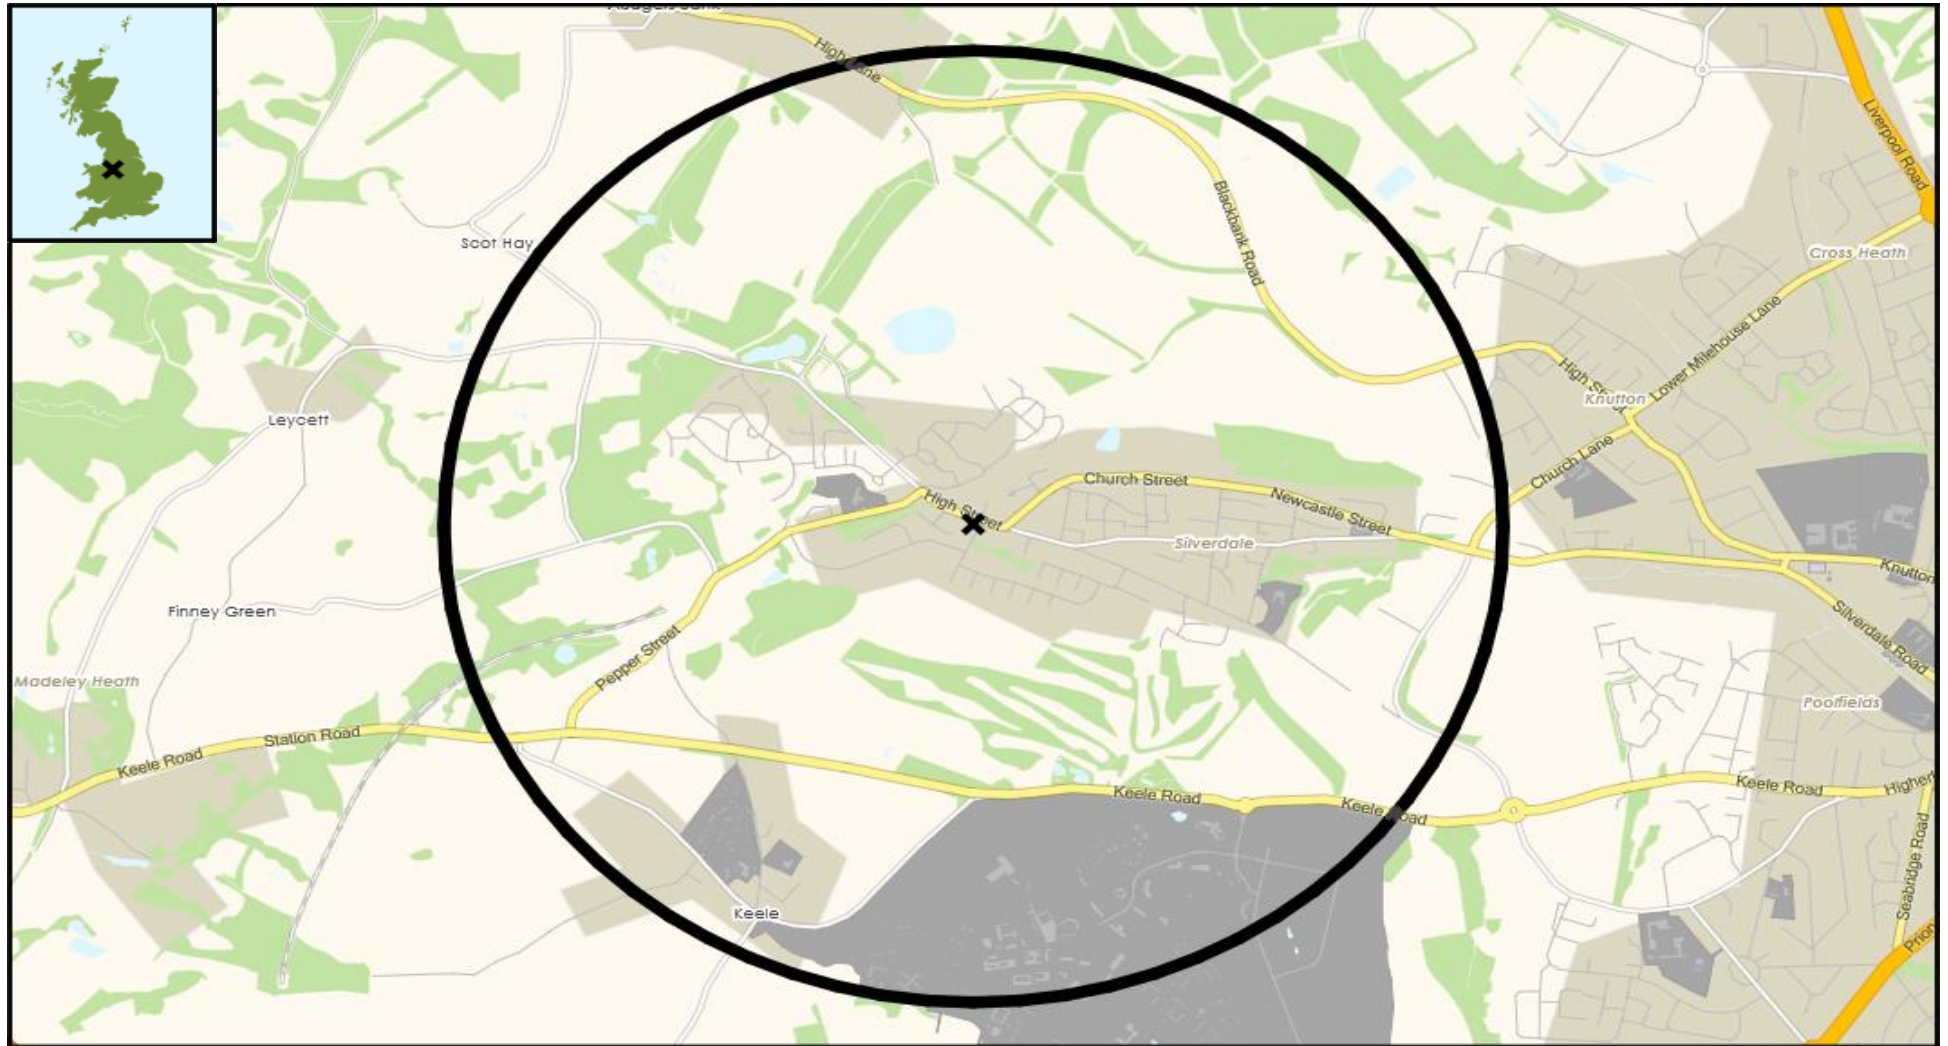 High Lane
Liverpool Road
Blackbank Road
Scot Hay
Cross Heath
Lower Milehouse Lane
High Street
Knutton
Leycett
Church Lane
Church Street
High Street
Newcastle Street
Silverdale
Knutton
Finney Green
Silverdale Road
Pepper Street
Madeley Heath
Poolfields
Station Road
Keele Road
Keele Road
Keele Road
Keele Road
Higher
Seabridge Road
Keele